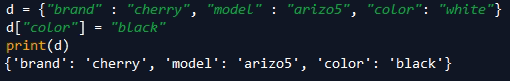 d = {"brand" : "cherry", "model" : "arizo5", "color": "white"}
d["color"] = "black"
print(d)
{'brand': 'cherry', 'model': 'arizo5', 'color': 'black'}